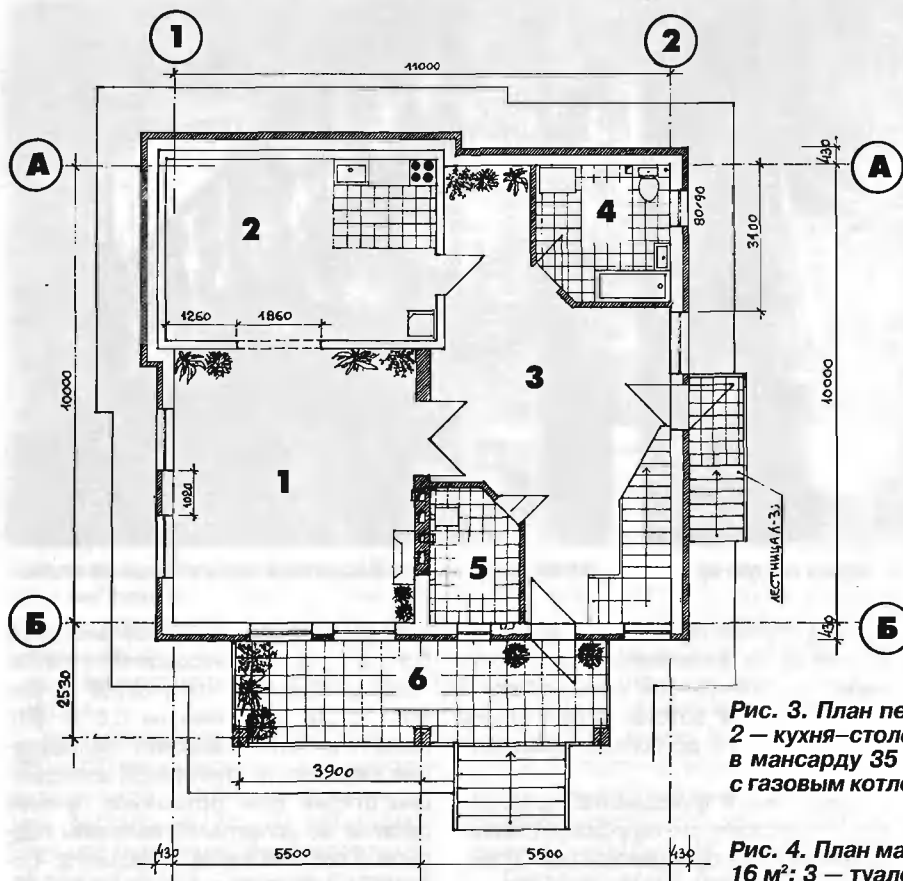 1 2
11000
А А
430
2 4
80/90
3400
1260 1860
3
10000 10000
1
1020
5
ЛЕСТНИЦА Л-3
Б Б
430
6
2530
3900
430 5500 5500 430
Рис. 3. План пе
2 — кухня–столо
в мансарду 35
с газовым котло
Рис. 4. План ма
16 м²; 3 — туале